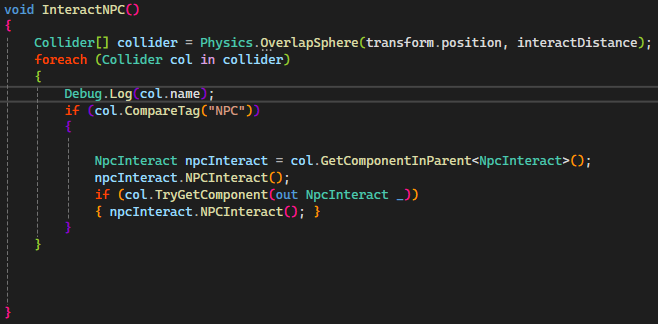 void InteractNPC()
{
Collider[] collider = Physics.OverlapSphere(transform.position, interactDistance);
foreach (Collider col in collider)
{
Debug.Log(col.name);
if (col.CompareTag("NPC"))
{
NpcInteract npcInteract = col.GetComponentInParent<NpcInteract>();
npcInteract.NPCInteract();
if (col.TryGetComponent(out NpcInteract _))
{ npcInteract.NPCInteract(); }
}
}
}